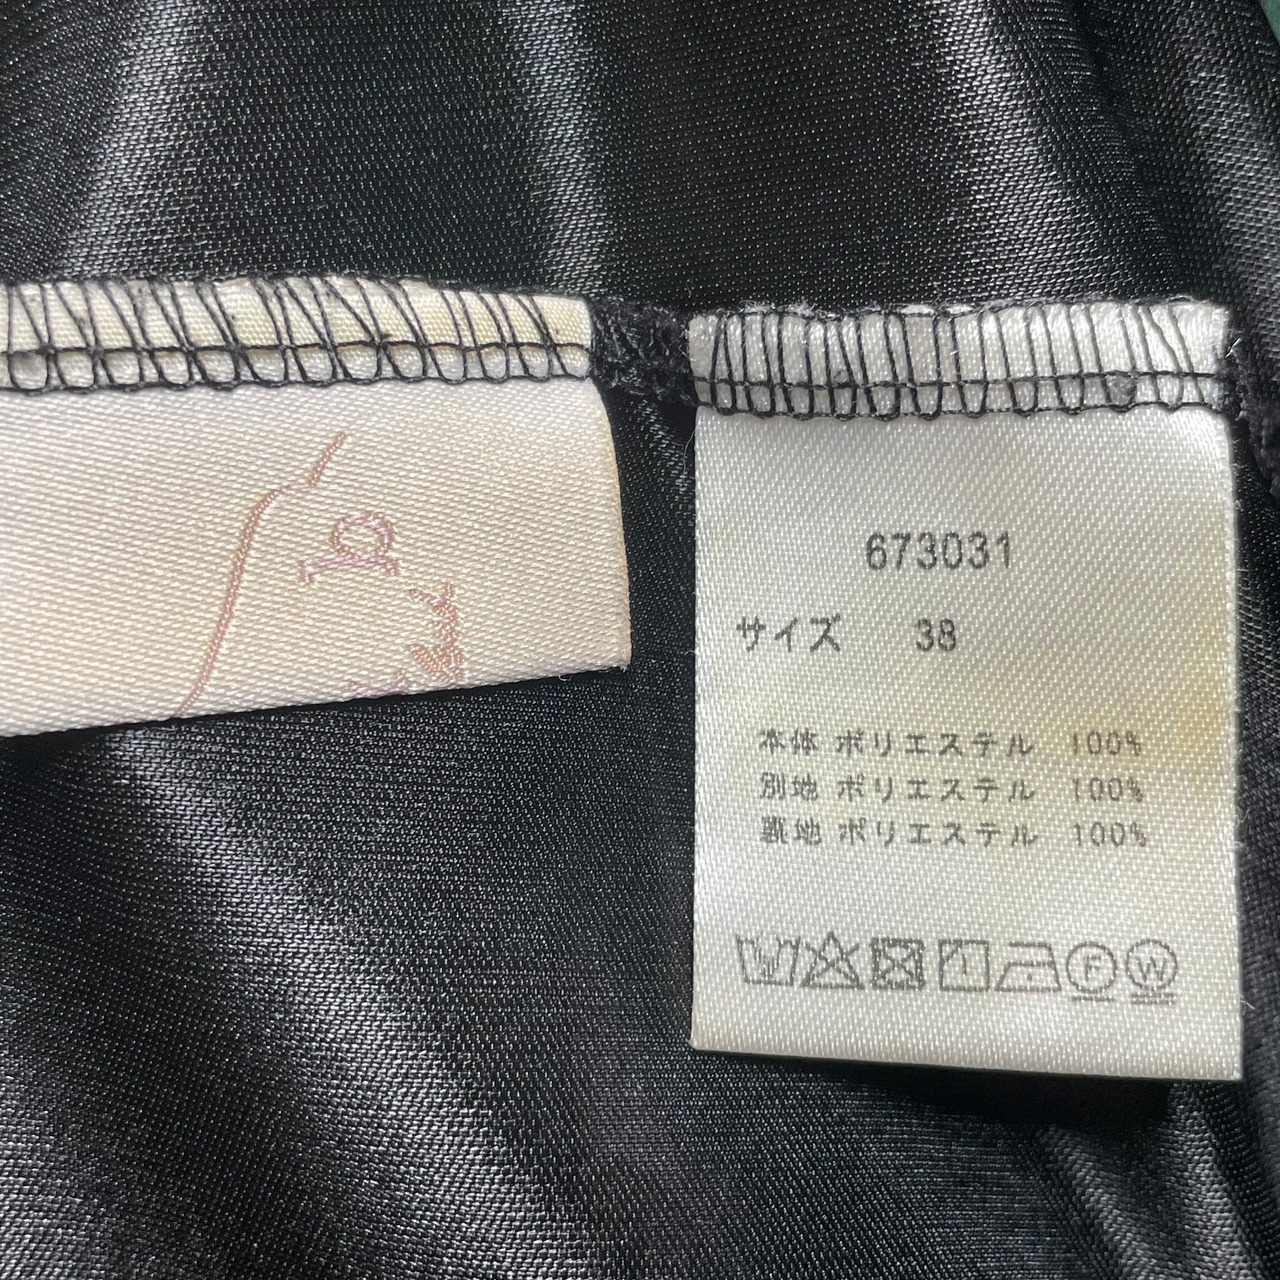 673031
サイズ 38
本体 ポリエステル 100%
別地 ポリエステル 100%
裏地 ポリエステル 100%
F W